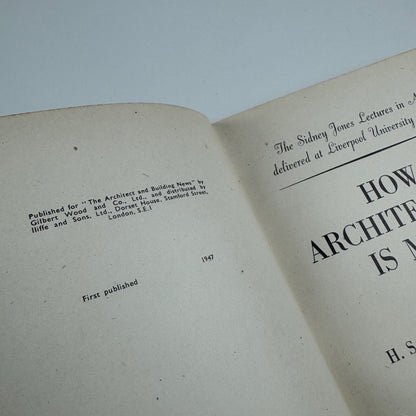 Published for "The Architect and Building News" by
Gilbert Wood and Co., Ltd., and distributed by
Iliffe and Sons, Ltd., Dorset House, Stamford Street,
London, S.E.1
First published 1947
The Sidney Jones Lectures in
delivered at Liverpool University
HOW
IS
H. S.